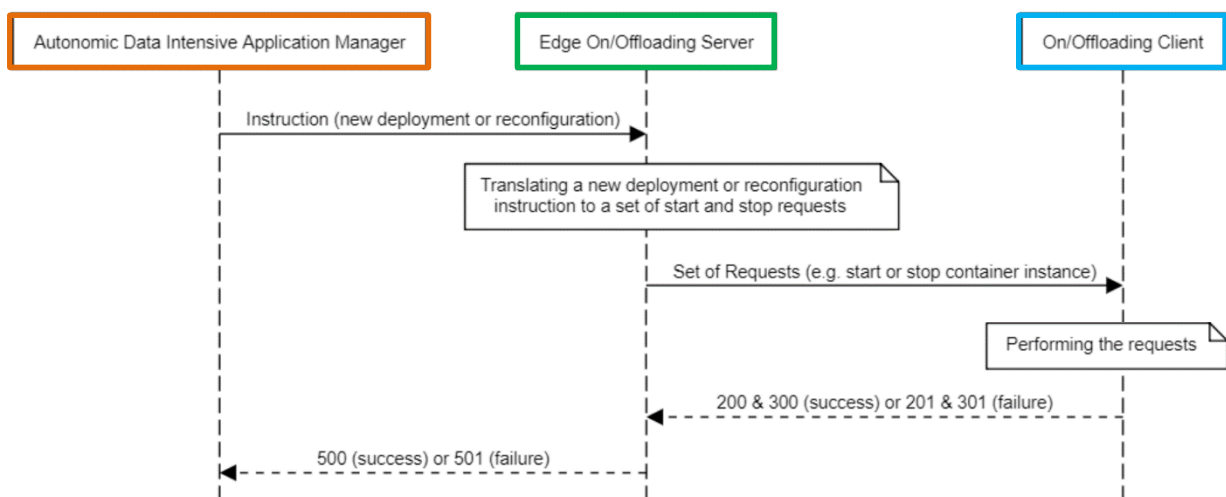 Autonomic Data Intensive Application Manager
Edge On/Offloading Server
On/Offloading Client
Instruction (new deployment or reconfiguration)
Translating a new deployment or reconfiguration
instruction to a set of start and stop requests
Set of Requests (e.g. start or stop container instance)
Performing the requests
200 & 300 (success) or 201 & 301 (failure)
500 (success) or 501 (failure)